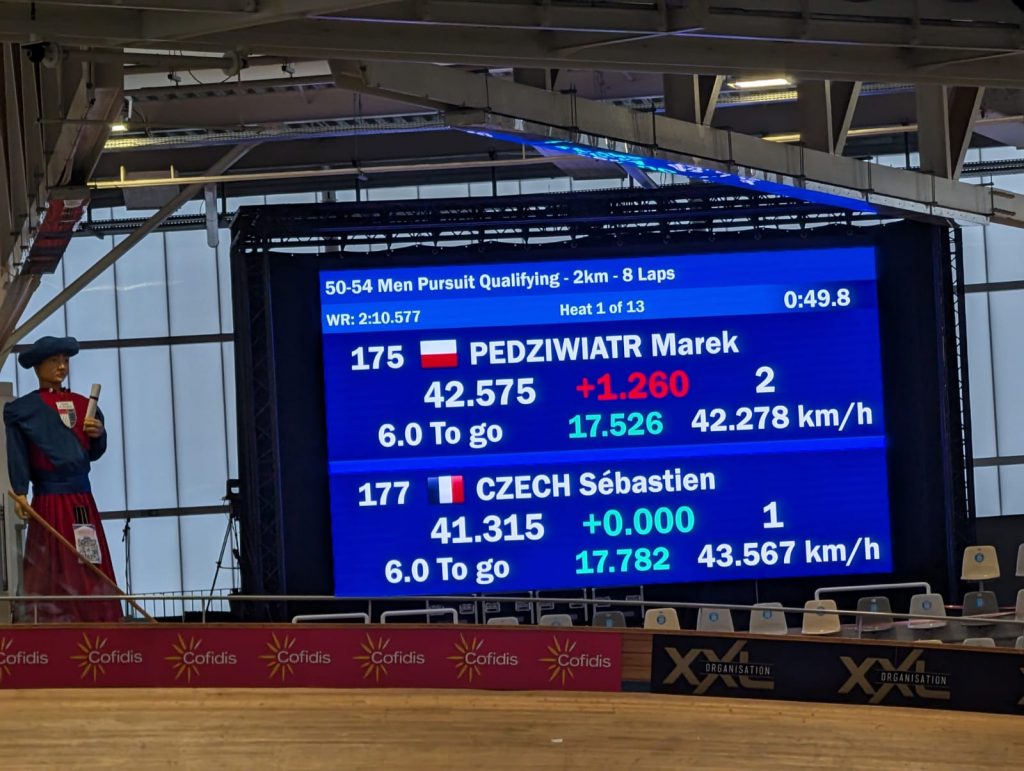 50-54 Men Pursuit Qualifying - 2km - 8 Laps
WR: 2:10.577 Heat 1 of 13 0:49.8
175 PEDZIWIATR Marek
42.575 +1.260 2
6.0 To go 17.526 42.278 km/h
177 CZECH Sébastien
41.315 +0.000 1
6.0 To go 17.782 43.567 km/h
Cofidis Cofidis Cofidis Cofidis Cofidis Cofidis Cofidis
XXL ORGANISATION XXL ORGANISATION